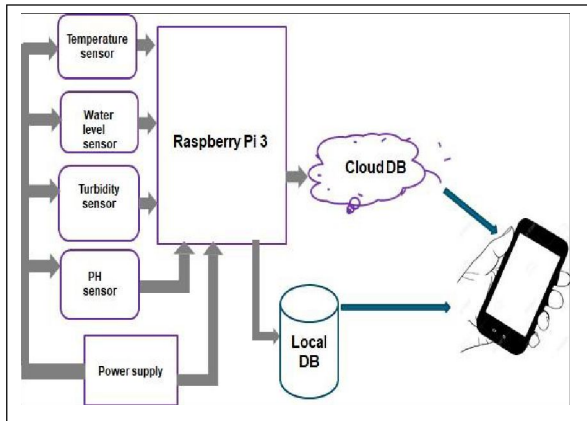 Temperature
sensor
Water
level
sensor
Turbidity
sensor
PH
sensor
Power supply
Raspberry Pi 3
Cloud DB
Local
DB